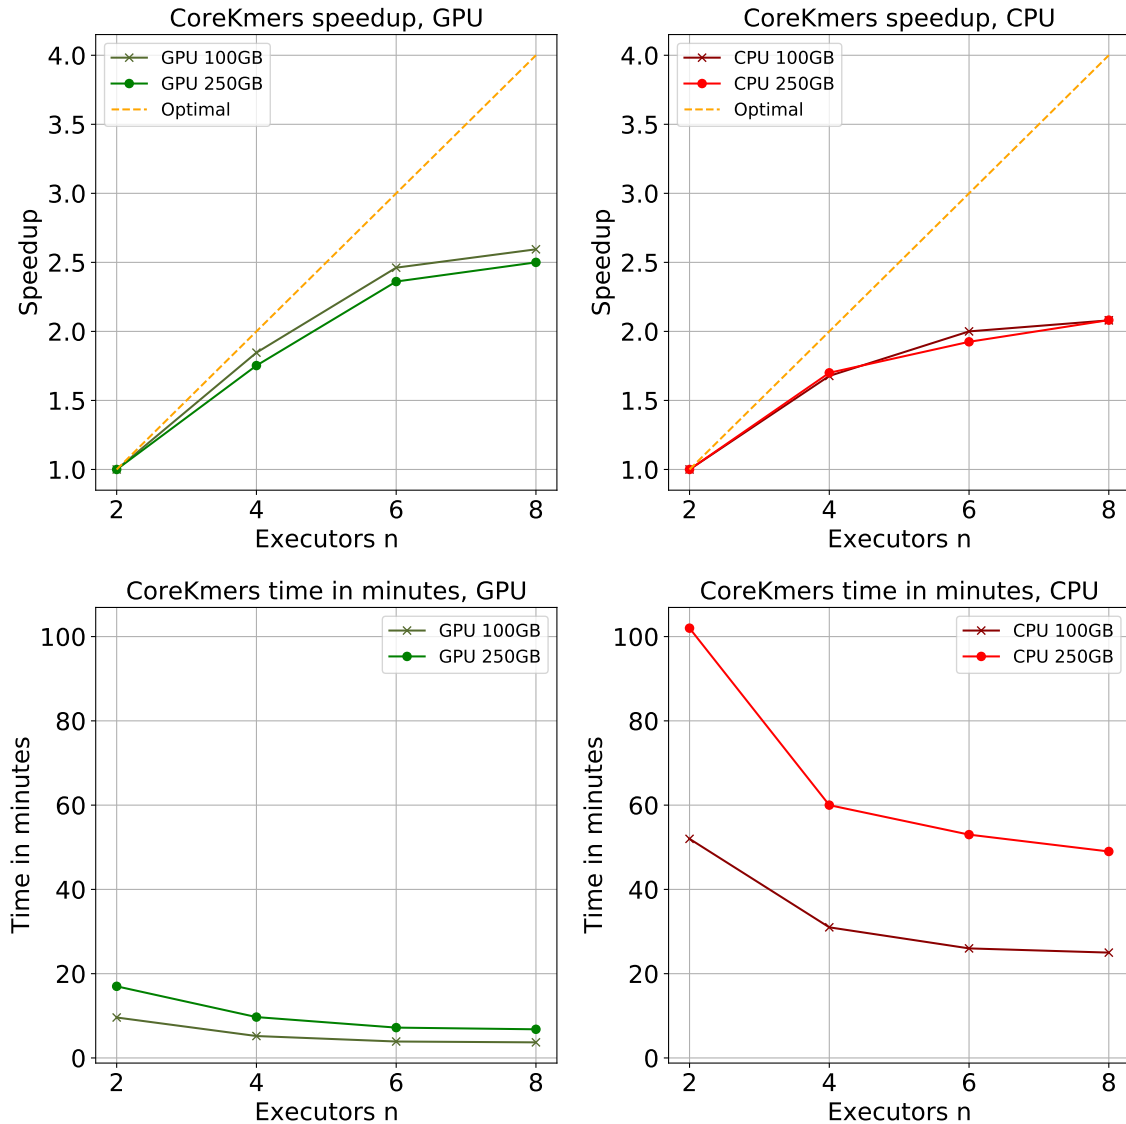 CoreKmers speedup, GPU
GPU 100GB
GPU 250GB
Optimal
4.0
3.5
3.0
2.5
2.0
1.5
1.0
Speedup
2 4 6 8
Executors n
CoreKmers speedup, CPU
CPU 100GB
CPU 250GB
Optimal
4.0
3.5
3.0
2.5
2.0
1.5
1.0
Speedup
2 4 6 8
Executors n
CoreKmers time in minutes, GPU
GPU 100GB
GPU 250GB
100
80
60
40
20
0
Time in minutes
2 4 6 8
Executors n
CoreKmers time in minutes, CPU
CPU 100GB
CPU 250GB
100
80
60
40
20
0
Time in minutes
2 4 6 8
Executors n